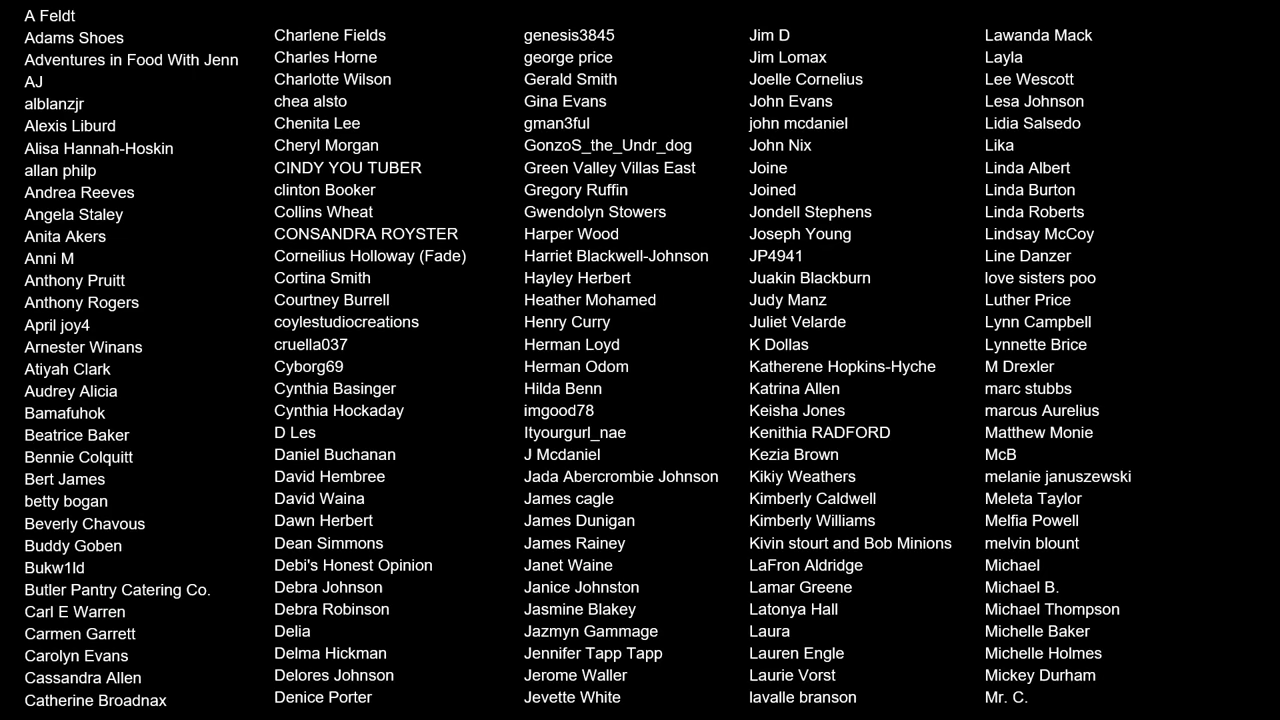 A Feldt
Adams Shoes
Adventures in Food With Jenn
AJ
alblanzjr
Alexis Liburd
Alisa Hannah-Hoskin
allan philp
Andrea Reeves
Angela Staley
Anita Akers
Anni M
Anthony Pruitt
Anthony Rogers
April joy4
Arnester Winans
Atiyah Clark
Audrey Alicia
Bamafuhok
Beatrice Baker
Bennie Colquitt
Bert James
betty bogan
Beverly Chavous
Buddy Goben
Bukw1ld
Butler Pantry Catering Co.
Carl E Warren
Carmen Garrett
Carolyn Evans
Cassandra Allen
Catherine Broadnax
Charlene Fields
Charles Horne
Charlotte Wilson
chea alsto
Chenita Lee
Cheryl Morgan
CINDY YOU TUBER
clinton Booker
Collins Wheat
CONSANDRA ROYSTER
Corneilius Holloway (Fade)
Cortina Smith
Courtney Burrell
coylestudiocreations
cruella037
Cyborg69
Cynthia Basinger
Cynthia Hockaday
D Les
Daniel Buchanan
David Hembree
David Waina
Dawn Herbert
Dean Simmons
Debi's Honest Opinion
Debra Johnson
Debra Robinson
Delia
Delma Hickman
Delores Johnson
Denice Porter
genesis3845
george price
Gerald Smith
Gina Evans
gman3ful
GonzoS_the_Undr_dog
Green Valley Villas East
Gregory Ruffin
Gwendolyn Stowers
Harper Wood
Harriet Blackwell-Johnson
Hayley Herbert
Heather Mohamed
Henry Curry
Herman Loyd
Herman Odom
Hilda Benn
imgood78
Ityourgurl_nae
J Mcdaniel
Jada Abercrombie Johnson
James cagle
James Dunigan
James Rainey
Janet Waine
Janice Johnston
Jasmine Blakey
Jazmyn Gammage
Jennifer Tapp Tapp
Jerome Waller
Jevette White
Jim D
Jim Lomax
Joelle Cornelius
John Evans
john mcdaniel
John Nix
Joine
Joined
Jondell Stephens
Joseph Young
JP4941
Juakin Blackburn
Judy Manz
Juliet Velarde
K Dollas
Katherene Hopkins-Hyche
Katrina Allen
Keisha Jones
Kenithia RADFORD
Kezia Brown
Kikiy Weathers
Kimberly Caldwell
Kimberly Williams
Kivin stourt and Bob Minions
LaFron Aldridge
Lamar Greene
Latonya Hall
Laura
Lauren Engle
Laurie Vorst
lavalle branson
Lawanda Mack
Layla
Lee Wescott
Lesa Johnson
Lidia Salsedo
Lika
Linda Albert
Linda Burton
Linda Roberts
Lindsay McCoy
Line Danzer
love sisters poo
Luther Price
Lynn Campbell
Lynnette Brice
M Drexler
marc stubbs
marcus Aurelius
Matthew Monie
McB
melanie januszewski
Meleta Taylor
Melfia Powell
melvin blount
Michael
Michael B.
Michael Thompson
Michelle Baker
Michelle Holmes
Mickey Durham
Mr. C.